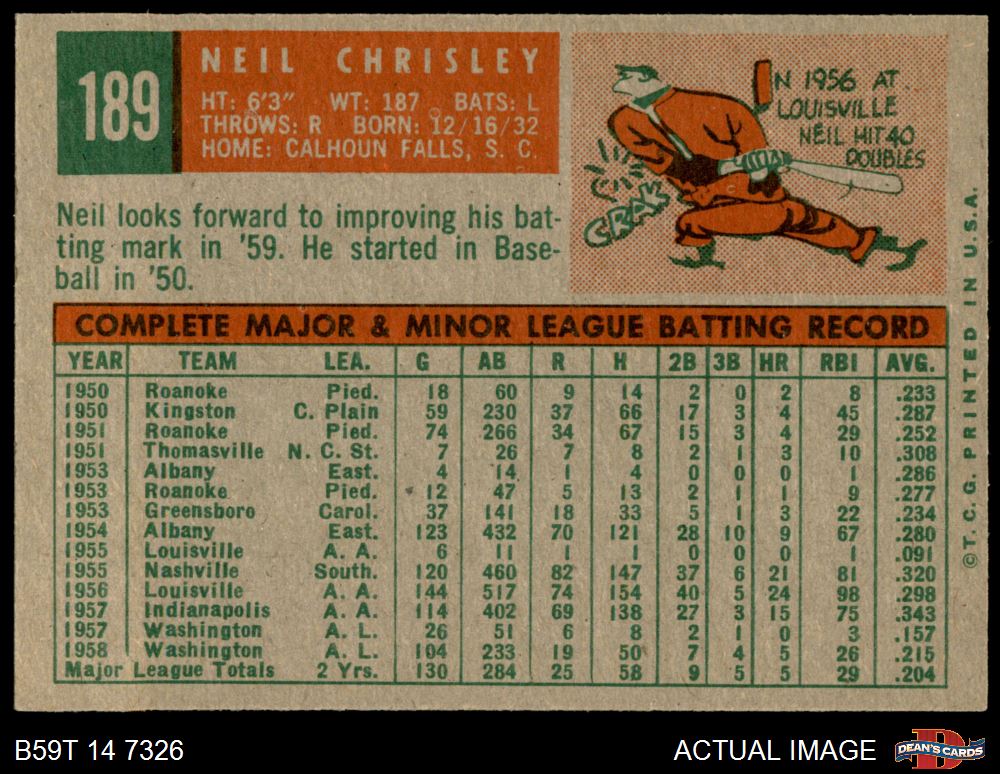 189
NEIL CHRISLEY
HT: 6'3" WT: 187 BATS: L
THROWS: R BORN: 12/16/32
HOME: CALHOUN FALLS, S. C.
IN 1956 AT
LOUISVILLE
NEIL HIT 40
DOUBLES
CRAK
Neil looks forward to improving his bat-
ting mark in '59. He started in Base-
ball in '50.
COMPLETE MAJOR & MINOR LEAGUE BATTING RECORD
YEAR TEAM LEA. G AB R H 2B 3B HR RBI AVG.
1950 Roanoke Pied. 18 60 9 14 2 0 2 8 .233
1950 Kingston C. Plain 59 230 37 66 17 3 4 45 .287
1951 Roanoke Pied. 74 266 34 67 15 3 4 29 .252
1951 Thomasville N. C. St. 7 26 7 8 2 1 3 10 .308
1953 Albany East. 4 14 1 4 0 0 0 1 .286
1953 Roanoke Pied. 12 47 5 13 2 1 1 9 .277
1953 Greensboro Carol. 37 141 18 33 5 1 3 22 .234
1954 Albany East. 123 432 70 121 28 10 9 67 .280
1955 Louisville A. A. 6 11 1 1 0 0 0 1 .091
1955 Nashville South. 120 460 82 147 37 6 21 81 .320
1956 Louisville A. A. 144 517 74 154 40 5 24 98 .298
1957 Indianapolis A. A. 114 402 69 138 27 3 15 75 .343
1957 Washington A. L. 26 51 6 8 2 1 0 3 .157
1958 Washington A. L. 104 233 19 50 7 4 5 26 .215
Major League Totals 2 Yrs. 130 284 25 58 9 5 5 29 .204
©T. C. G. PRINTED IN U.S.A.
B59T 14 7326
ACTUAL IMAGE
DEAN'S CARDS